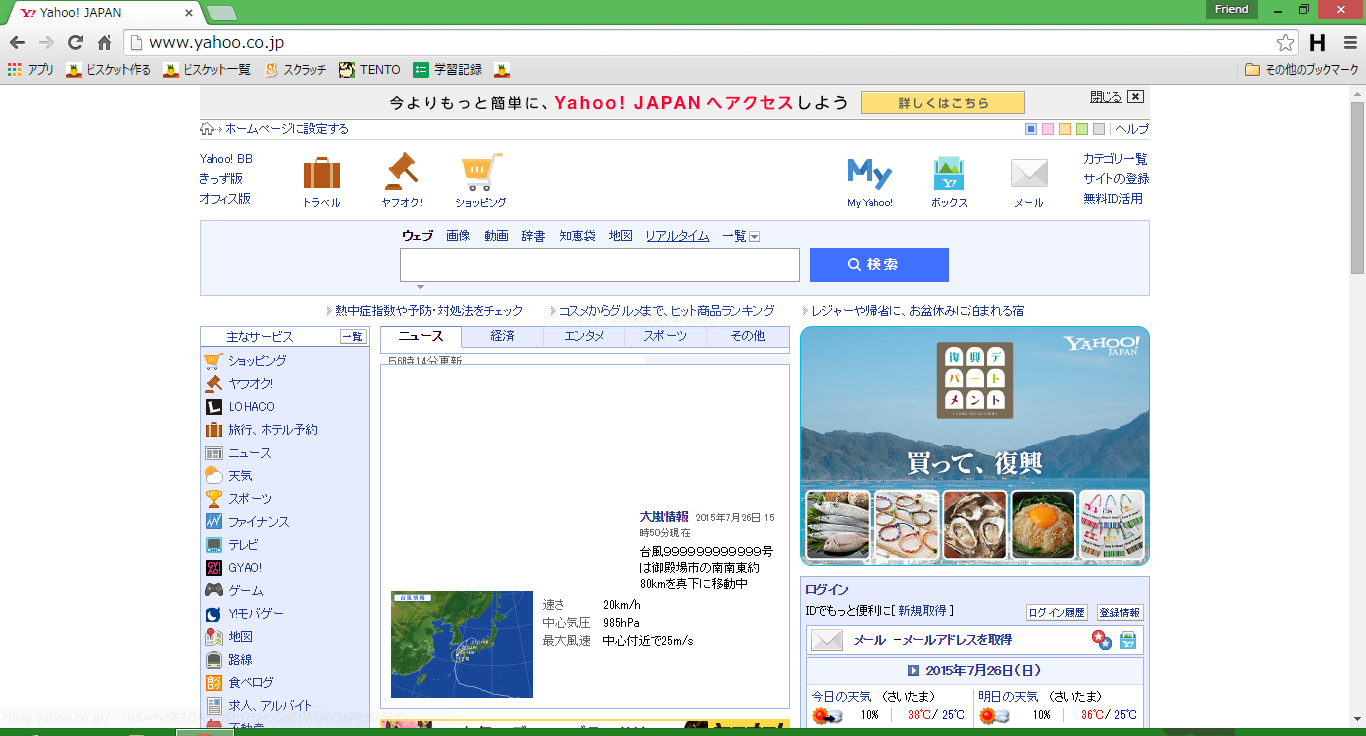 Yahoo! JAPAN
Friend
www.yahoo.co.jp
アプリ ビスケット作る ビスケット一覧 スクラッチ TENTO 学習記録 その他のブックマーク
今よりもっと簡単に、Yahoo! JAPAN へアクセスしよう 詳しくはこちら 閉じる
ホームページに設定する ヘルプ
Yahoo! BB
きっず版
オフィス版
トラベル ヤフオク! ショッピング
My
My Yahoo! ボックス メール
カテゴリ一覧
サイトの登録
無料ID活用
ウェブ 画像 動画 辞書 知恵袋 地図 リアルタイム 一覧
検索
熱中症指数や予防・対処法をチェック コスメからグルメまで、ヒット商品ランキング レジャーや帰省に、お盆休みに泊まれる宿
主なサービス 一覧
ショッピング
ヤフオク!
LOHACO
旅行、ホテル予約
ニュース
天気
スポーツ
ファイナンス
テレビ
GYAO!
ゲーム
Y!モバゲー
地図
路線
食べログ
求人、アルバイト
ニュース 経済 エンタメ スポーツ その他
6時14分更新
大風情報 2015年7月26日 15
時50分現在
台風999999999999号
は御殿場市の南南東約
80kmを真下に移動中
台風情報
速さ 20km/h
中心気圧 985hPa
最大風速 中心付近で25m/s
YAHOO!
JAPAN
復興デ
パート
メント
買って、復興
ログイン
IDでもっと便利に[ 新規取得 ] ログイン履歴 登録情報
メール －メールアドレスを取得
2015年7月26日(日)
今日の天気 (さいたま) 明日の天気 (さいたま)
10% 38℃/ 25℃ 10% 36℃/ 25℃